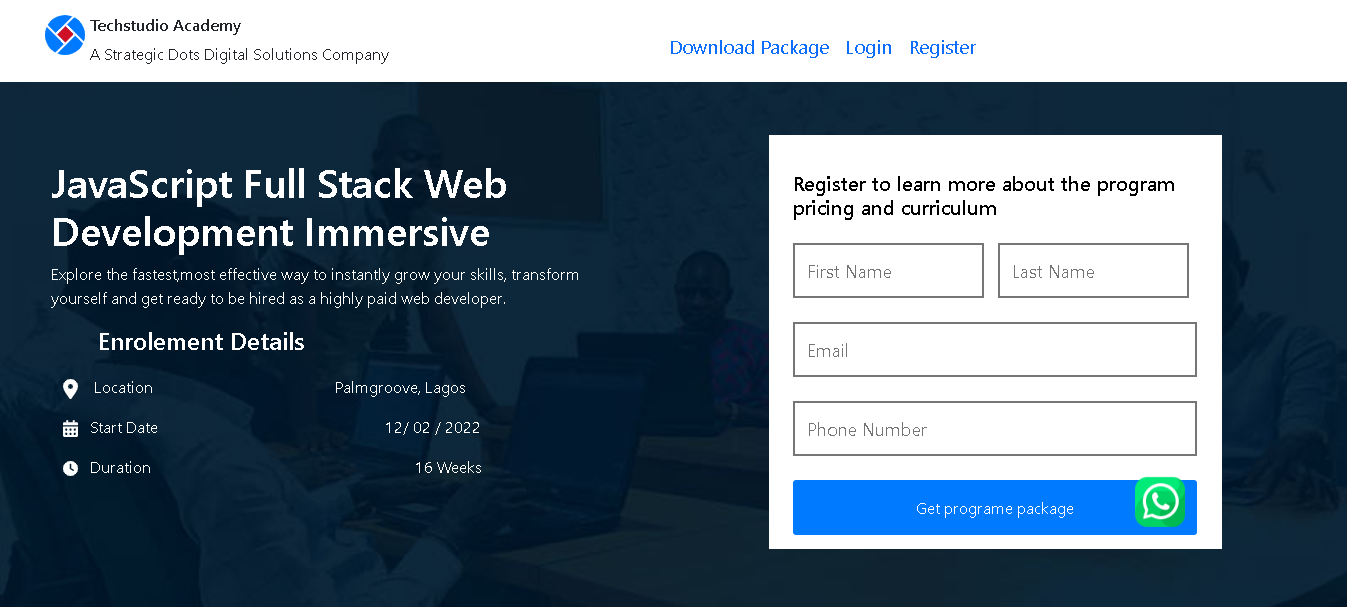 Techstudio Academy
A Strategic Dots Digital Solutions Company
Download Package Login Register
JavaScript Full Stack Web
Development Immersive
Explore the fastest,most effective way to instantly grow your skills, transform
yourself and get ready to be hired as a highly paid web developer.
Enrolement Details
Location Palmgroove, Lagos
Start Date 12/ 02 / 2022
Duration 16 Weeks
Register to learn more about the program
pricing and curriculum
First Name Last Name
Email
Phone Number
Get programe package